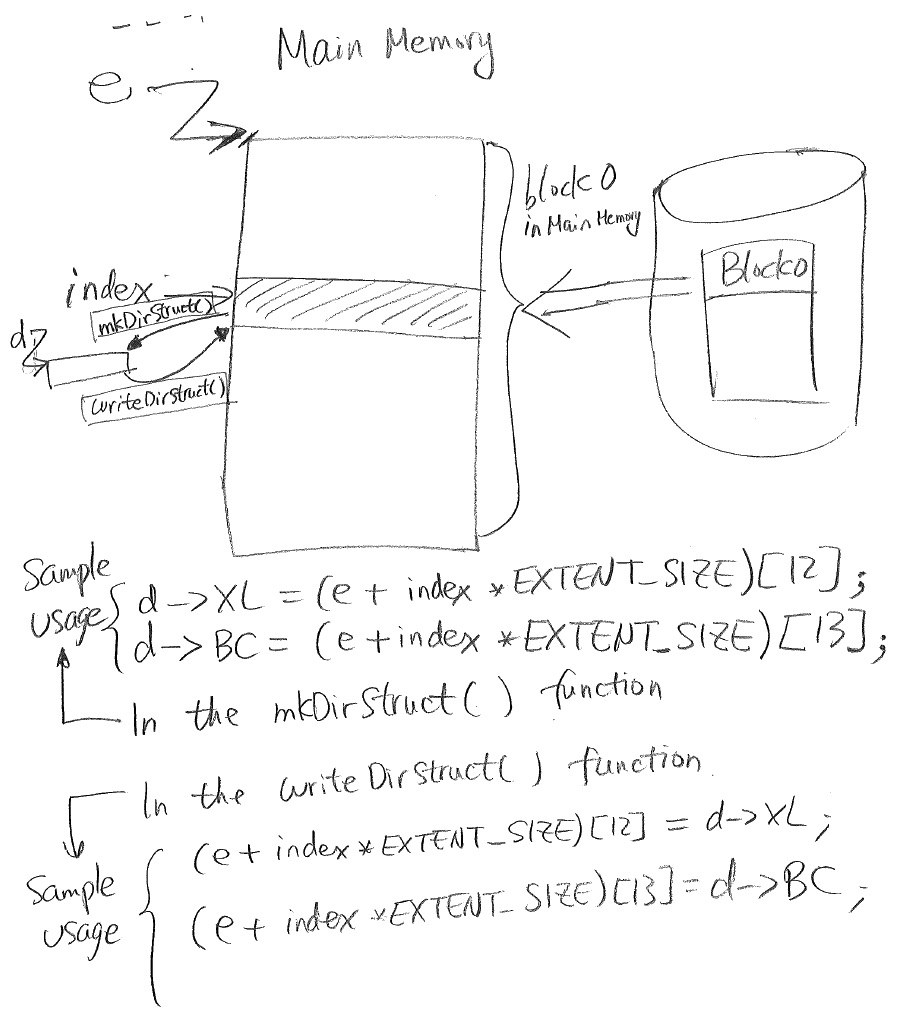 Main Memory
e
block 0
in Main Memory
Block0
index
mkDirStruct()
d
writeDirStruct()
Sample
usage
d->XL = (e + index * EXTENT_SIZE)[12];
d->BC = (e + index * EXTENT_SIZE)[13];
In the mkDirStruct() function
In the writeDirStruct() function
Sample
usage
(e + index * EXTENT_SIZE)[12] = d->XL;
(e + index * EXTENT_SIZE)[13] = d->BC;